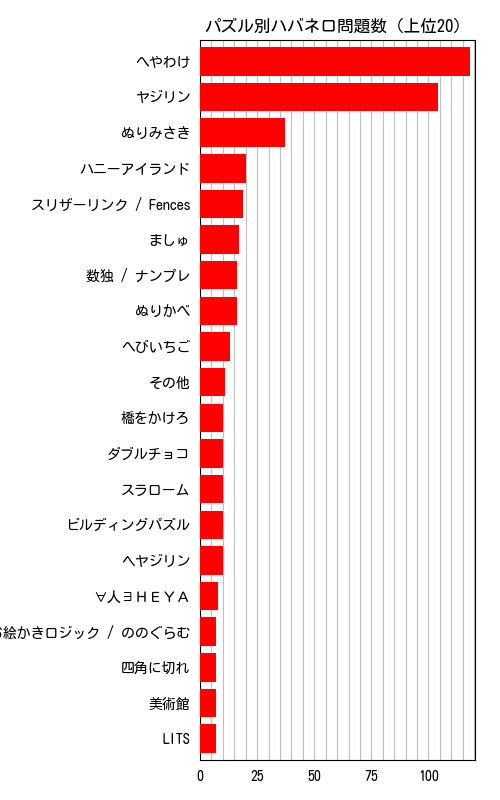 パズル別ハバネロ問題数 (上位20)
へやわけ
ヤジリン
ぬりみさき
ハニーアイランド
スリザーリンク / Fences
ましゅ
数独 / ナンプレ
ぬりかべ
へびいちご
その他
橋をかけろ
ダブルチョコ
スラローム
ビルディングパズル
ヘヤジリン
∀人∃ＨＥＹＡ
絵かきロジック / ののぐらむ
四角に切れ
美術館
LITS
0 25 50 75 100